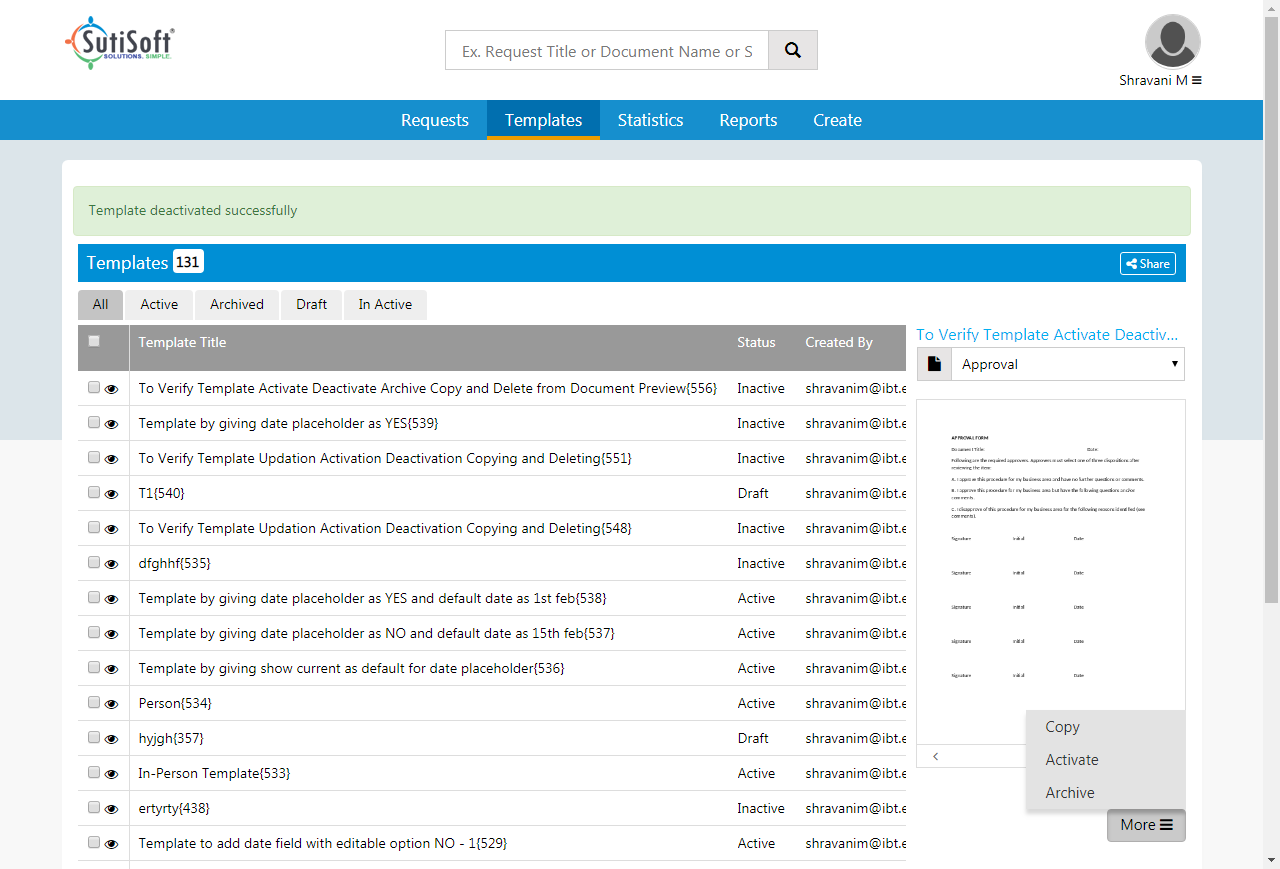 SutiSoft®
SOLUTIONS. SIMPLE.
Ex. Request Title or Document Name or S
Shravani M
Requests Templates Statistics Reports Create
Template deactivated successfully
Templates 131
Share
All Active Archived Draft In Active
Template Title Status Created By
To Verify Template Activate Deactivate Archive Copy and Delete from Document Preview{556} Inactive shravanim@ibt.e
Template by giving date placeholder as YES{539} Inactive shravanim@ibt.e
To Verify Template Updation Activation Deactivation Copying and Deleting{551} Inactive shravanim@ibt.e
T1{540} Draft shravanim@ibt.e
To Verify Template Updation Activation Deactivation Copying and Deleting{548} Inactive shravanim@ibt.e
dfghhf{535} Inactive shravanim@ibt.e
Template by giving date placeholder as YES and default date as 1st feb{538} Active shravanim@ibt.e
Template by giving date placeholder as NO and default date as 15th feb{537} Active shravanim@ibt.e
Template by giving show current as default for date placeholder{536} Active shravanim@ibt.e
Person{534} Active shravanim@ibt.e
hyjgh{357} Draft shravanim@ibt.e
In-Person Template{533} Active shravanim@ibt.e
ertyrty{438} Inactive shravanim@ibt.e
Template to add date field with editable option NO - 1{529} Active shravanim@ibt.e
To Verify Template Activate Deactiv...
Approval
APPROVAL FORM
Document Title: Date:
Following are the required approvers. Approvers must select one of three dispositions after
reviewing the item:
A. I approve this procedure for my business area and have no further questions or comments.
B. I approve this procedure for my business area but have the following questions and/or
comments.
C. I disapprove of this procedure for my business area for the following reasons identified (see
comments).
Signature Initial Date
Signature Initial Date
Signature Initial Date
Signature Initial Date
Signature Initial Date
Copy
Activate
Archive
More